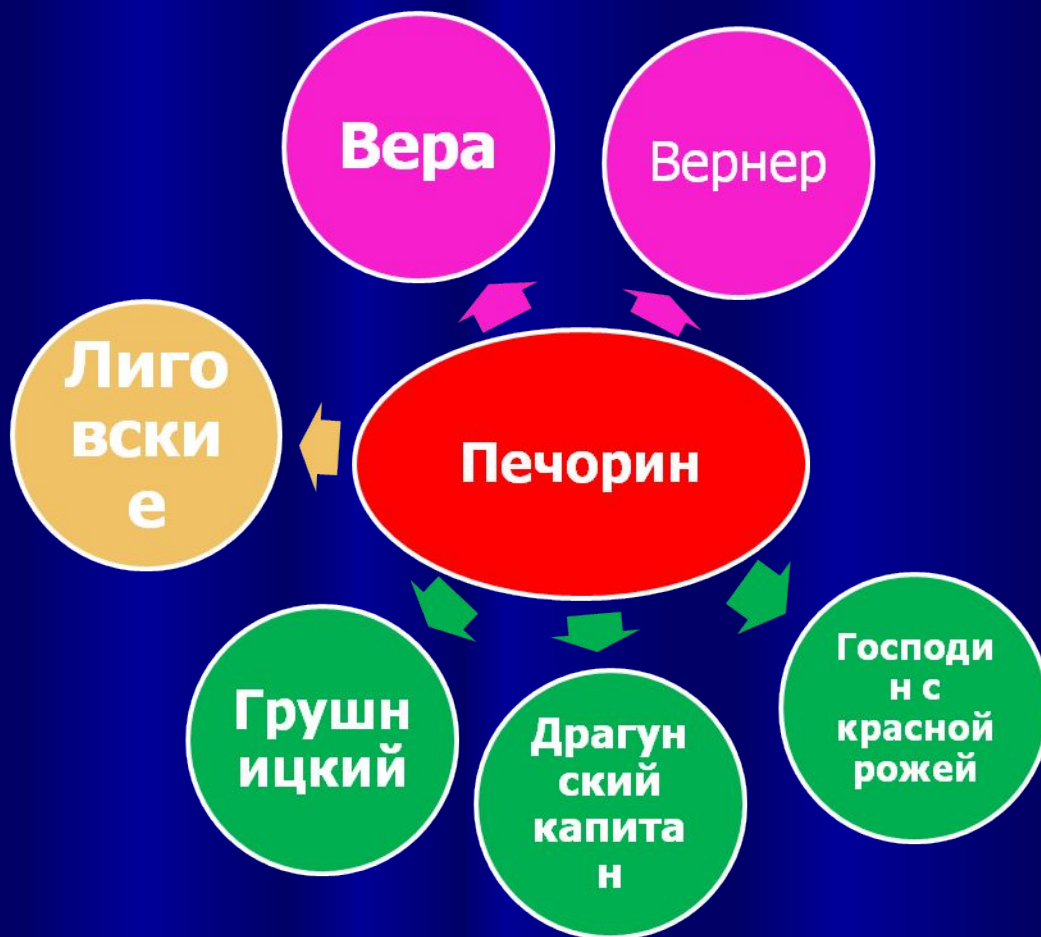 Вера
Вернер
Лиго
вски
е
Печорин
Грушн
ицкий
Драгун
ский
капита
н
Господи
н с
красной
рожей